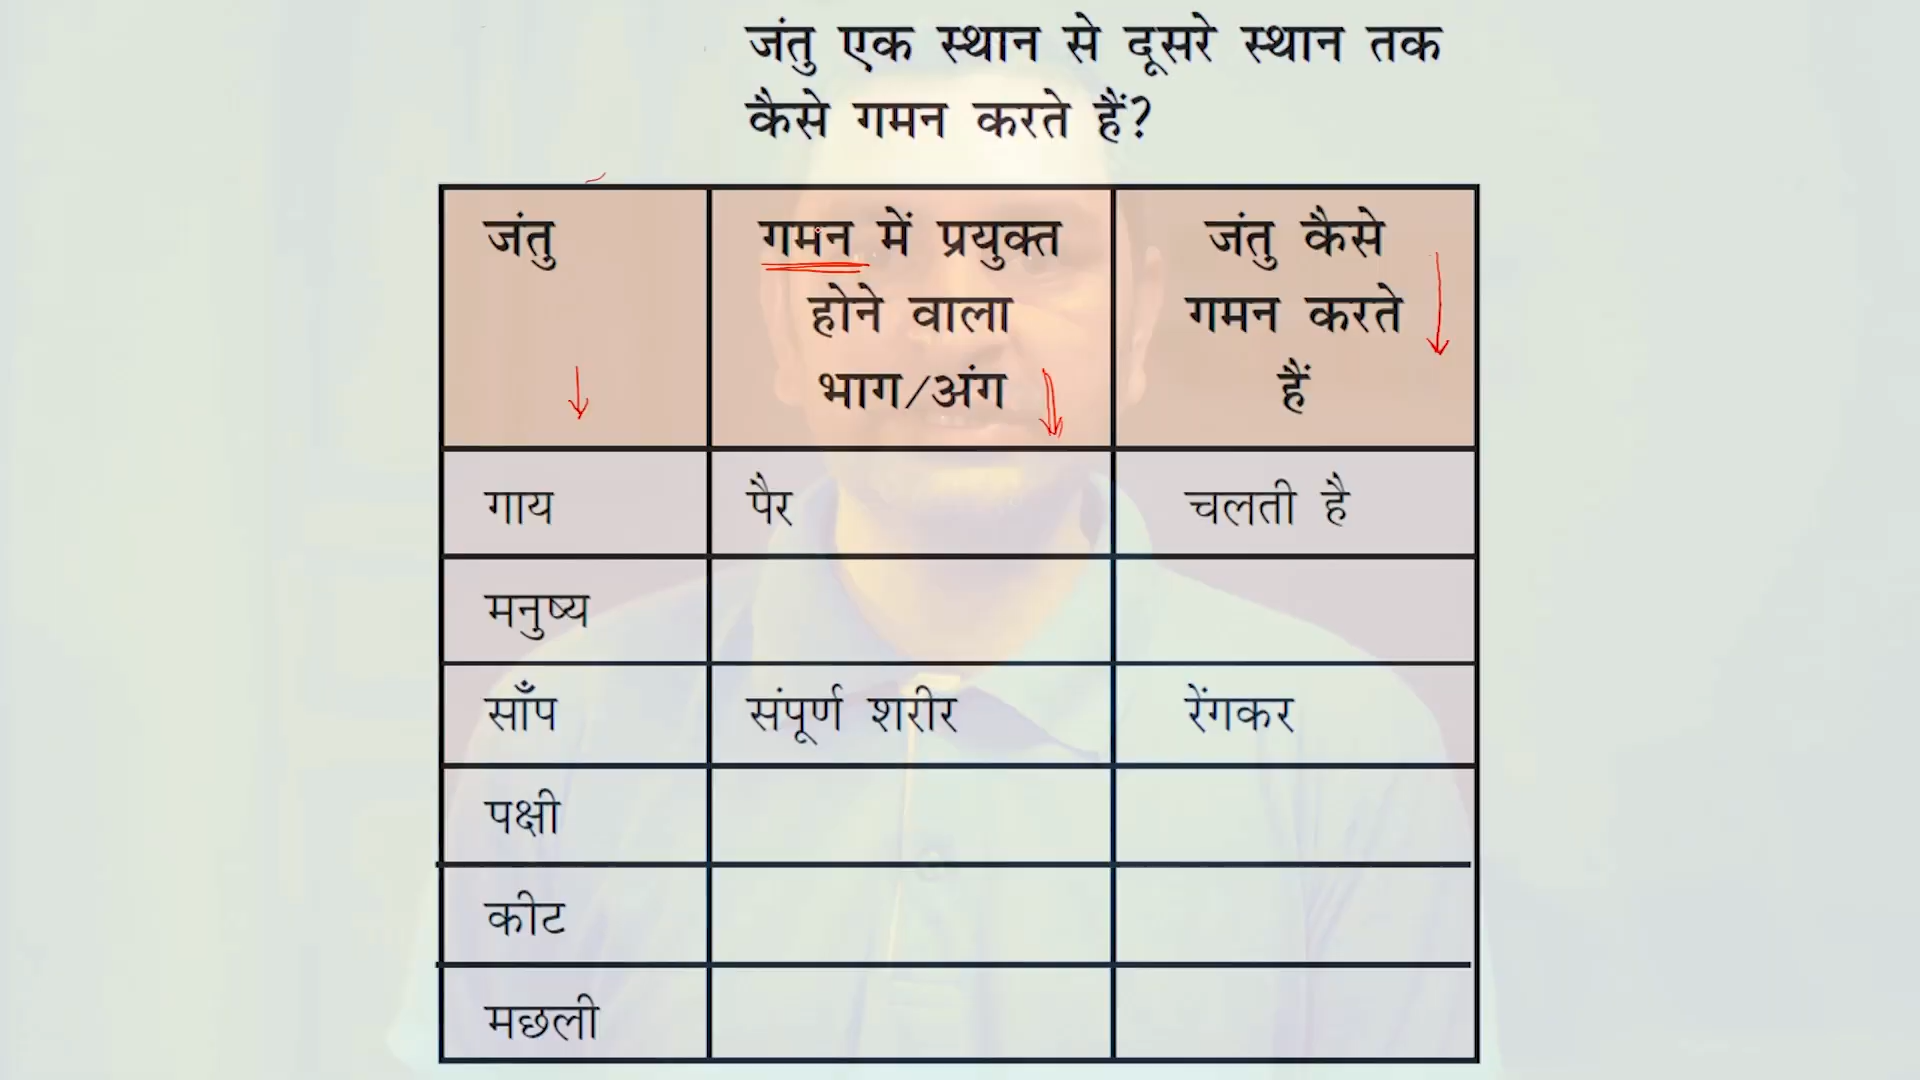 जंतु एक स्थान से दूसरे स्थान तक
कैसे गमन करते हैं?
जंतु
गमन में प्रयुक्त
होने वाला
भाग/अंग
जंतु कैसे
गमन करते
हैं
गाय
पैर
चलती है
मनुष्य
साँप
संपूर्ण शरीर
रेंगकर
पक्षी
कीट
मछली